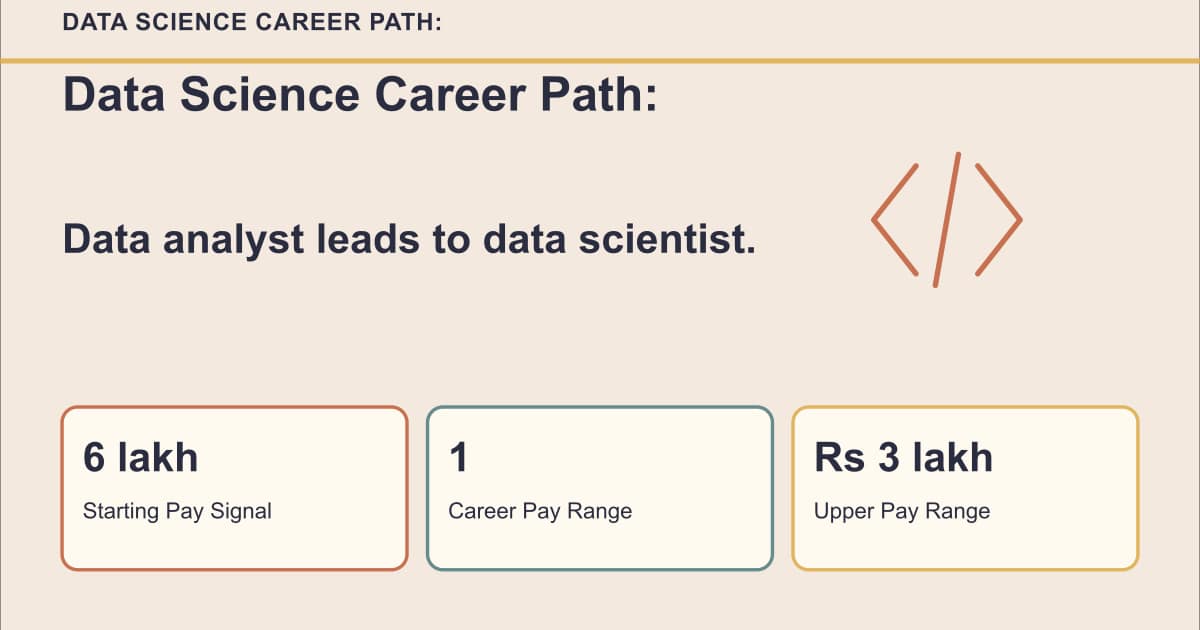 DATA SCIENCE CAREER PATH:
Data Science Career Path:
Data analyst leads to data scientist.
6 lakh
Starting Pay Signal
1
Career Pay Range
Rs 3 lakh
Upper Pay Range